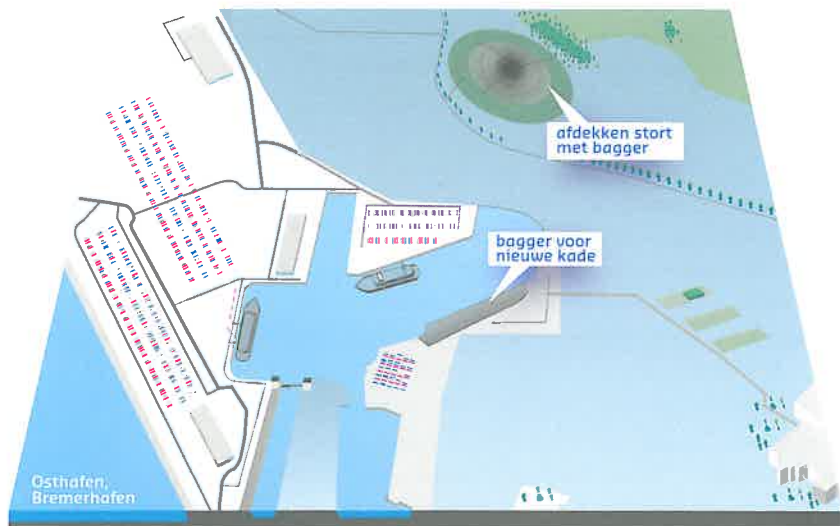 afdekken stort
met bagger
bagger voor
nieuwe kade
Osthafen,
Bremerhafen